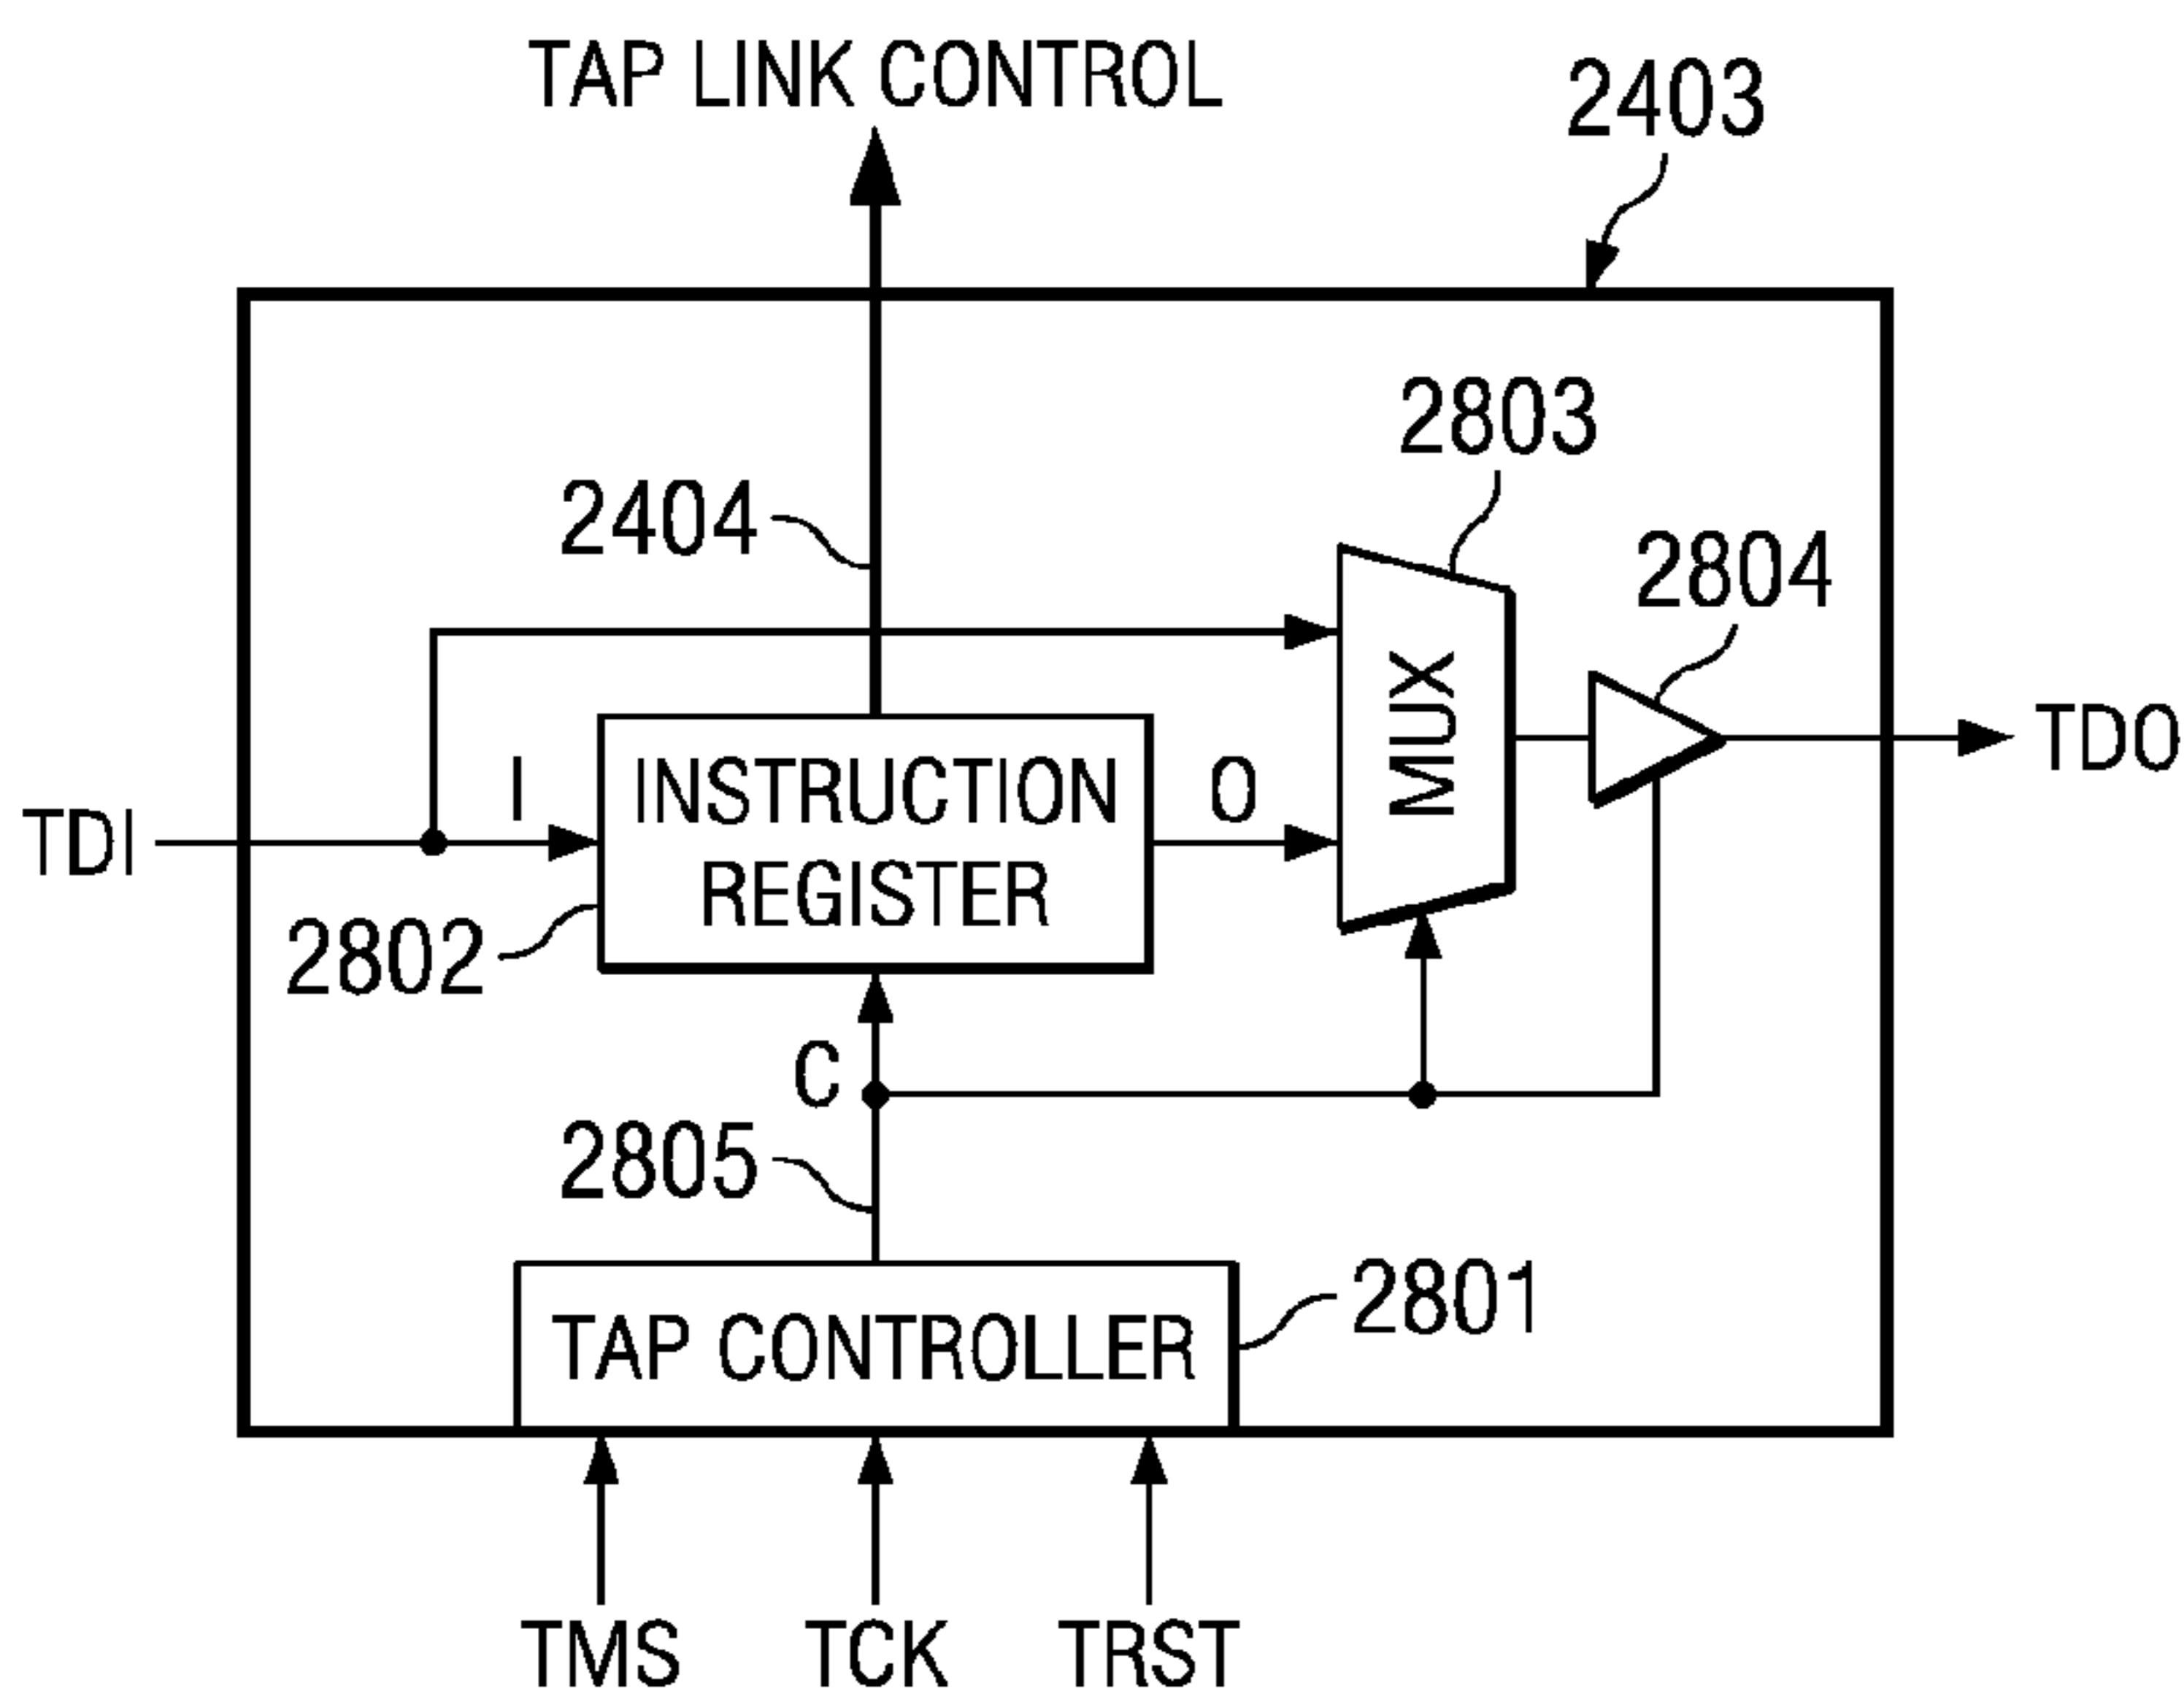 TAP LINK CONTROL
2403
2803
2404
2804
MUX
TDO
I
INSTRUCTION
REGISTER
O
TDI
2802
C
2805
2801
TAP CONTROLLER
TMS
TCK
TRST